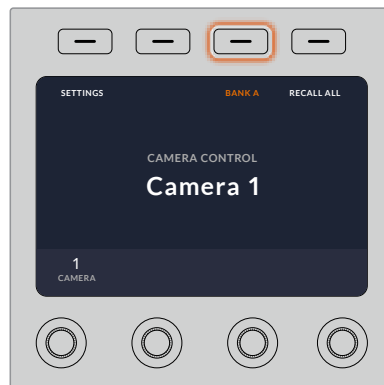 SETTINGS BANK A RECALL ALL
CAMERA CONTROL
Camera 1
1
CAMERA